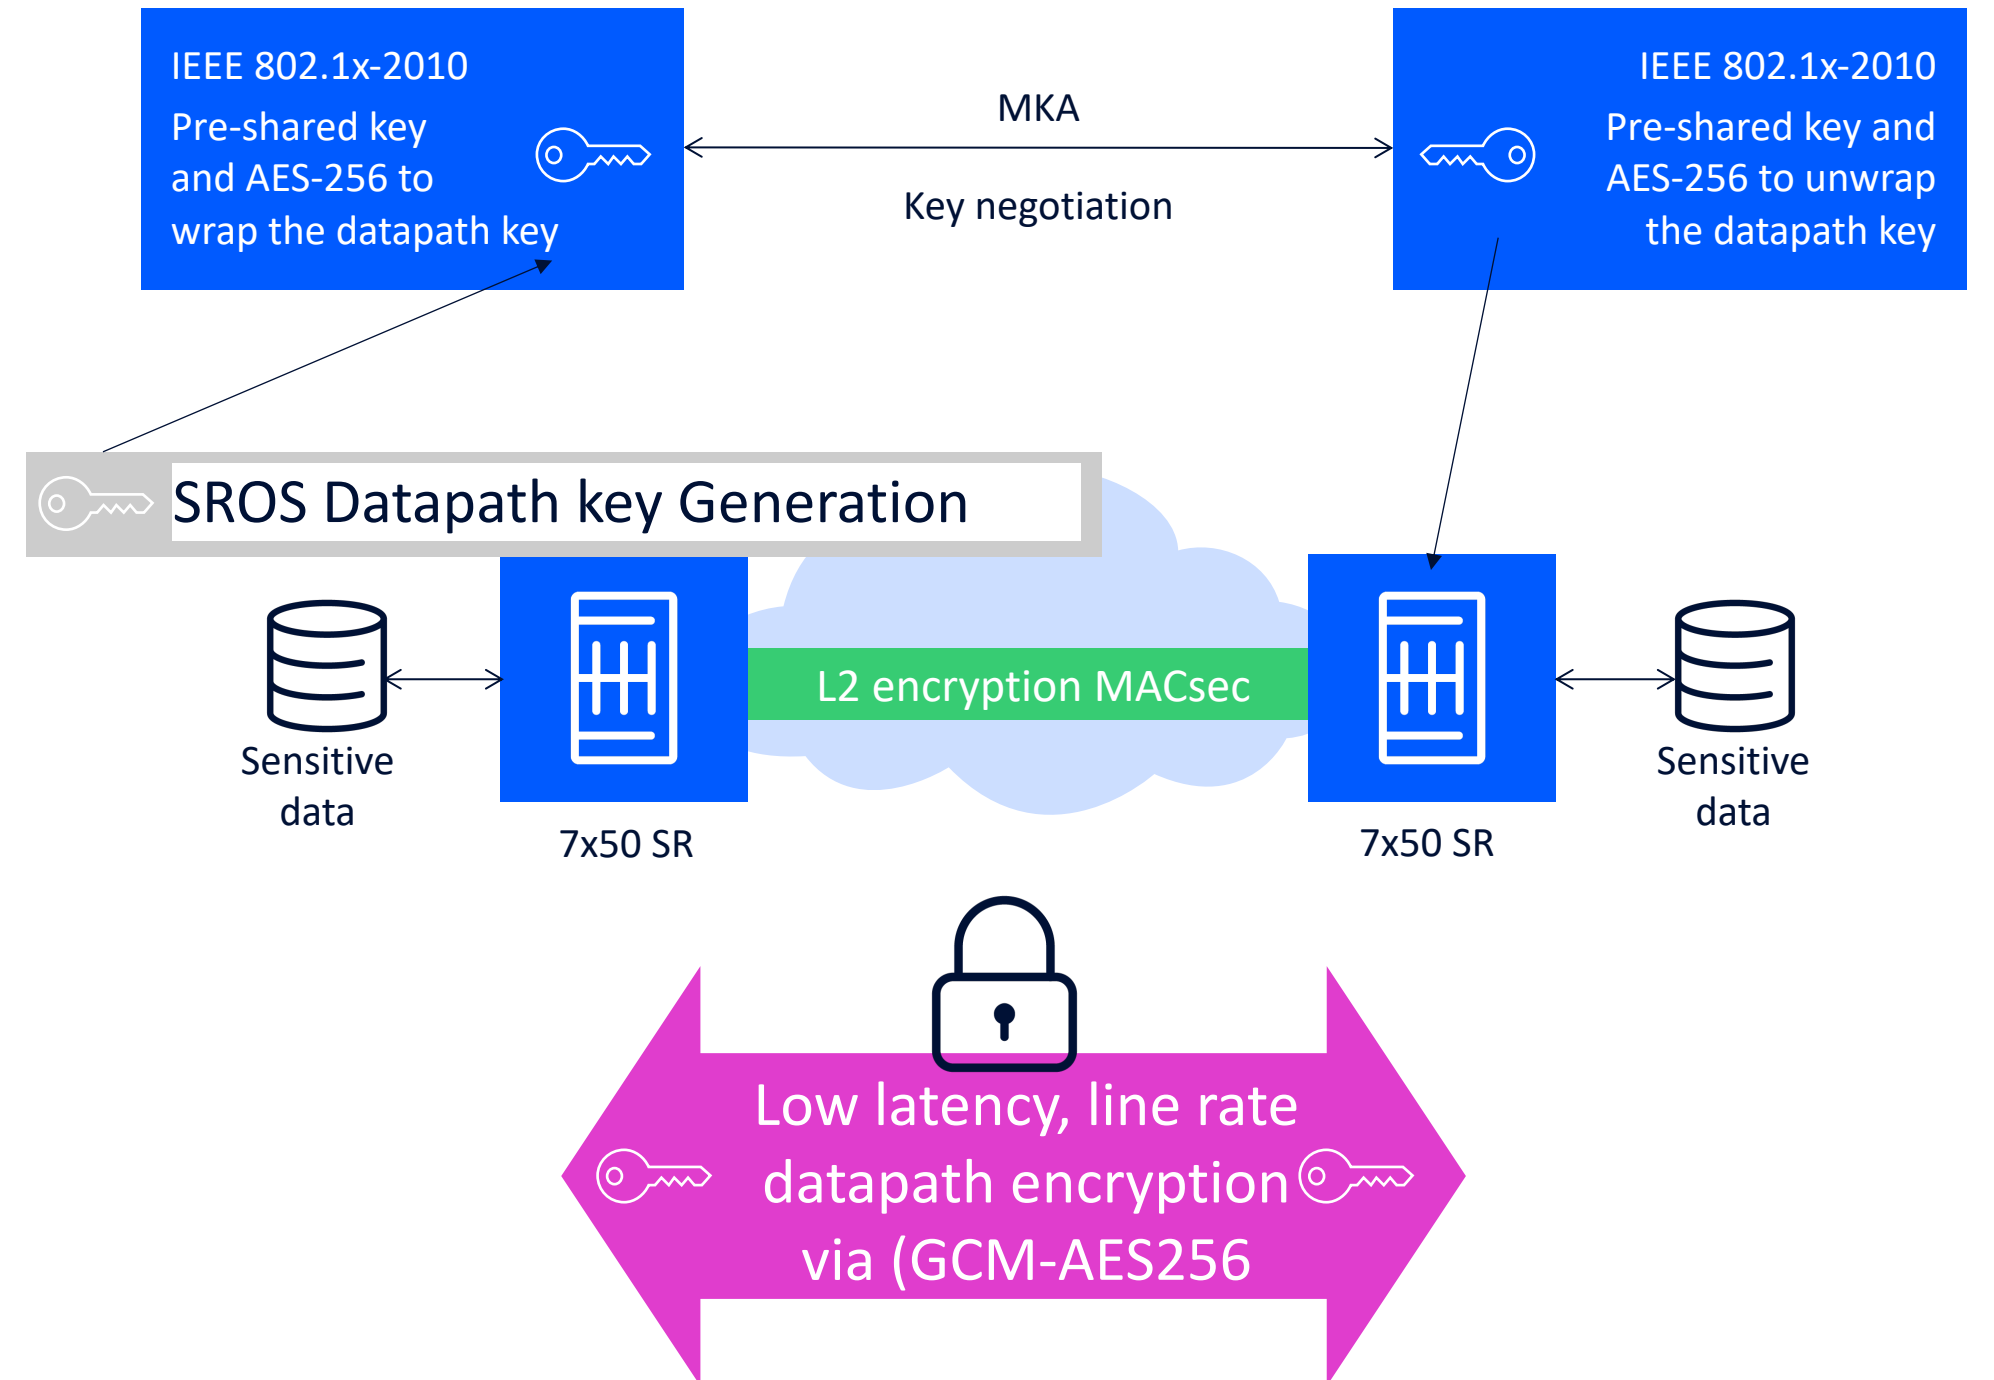 IEEE 802.1x-2010
Pre-shared key
and AES-256 to
wrap the datapath key
MKA
Key negotiation
IEEE 802.1x-2010
Pre-shared key and
AES-256 to unwrap
the datapath key
SROS Datapath key Generation
L2 encryption MACsec
Sensitive
data
7x50 SR
7x50 SR
Sensitive
data
Low latency, line rate
datapath encryption
via (GCM-AES256